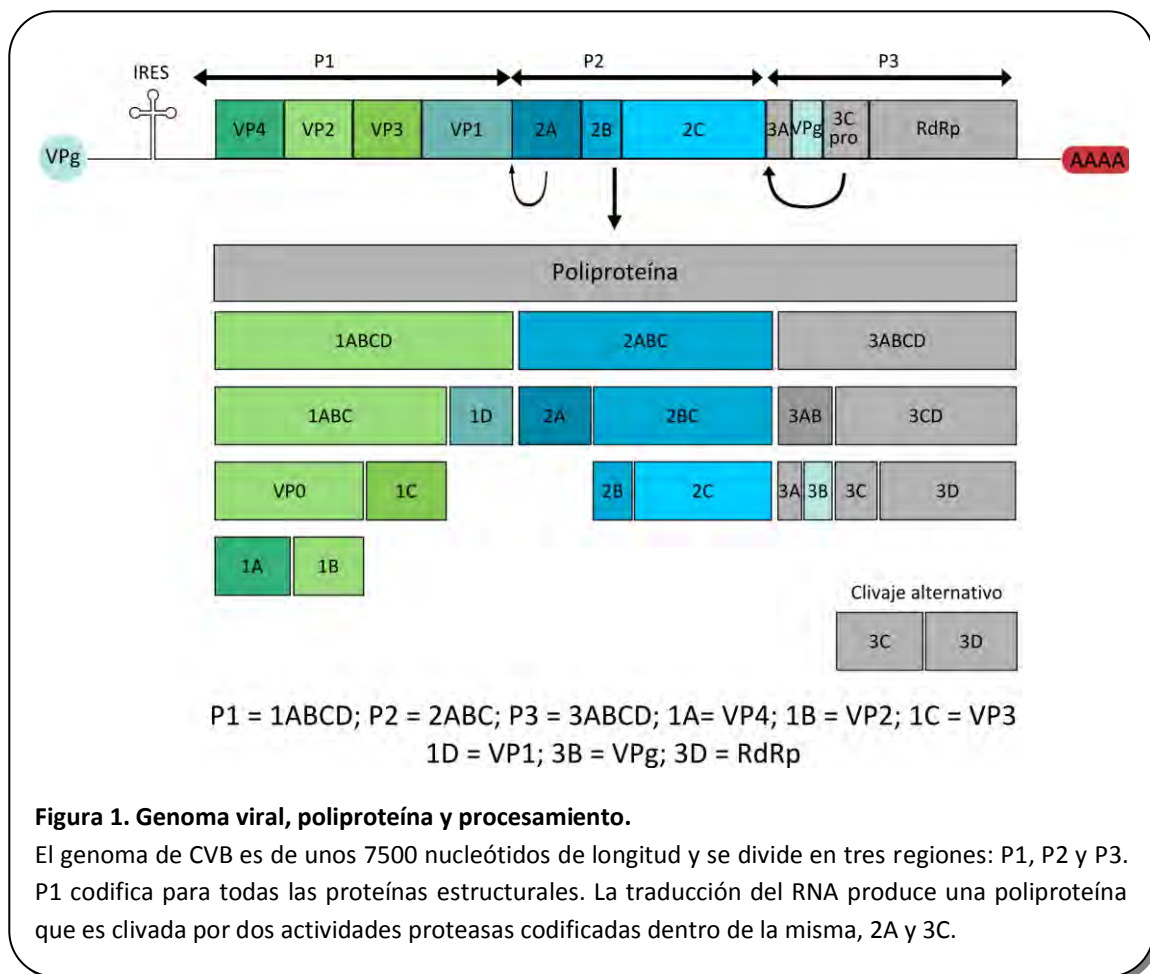 P1 P2 P3
IRES
VP4 VP2 VP3 VP1 2A 2B 2C 3A VPg 3C pro RdRp
VPg
AAAA
Poliproteína
1ABCD 2ABC 3ABCD
1ABC 1D 2A 2BC 3AB 3CD
VP0 1C 2B 2C 3A 3B 3C 3D
1A 1B
Clivaje alternativo
3C 3D
P1 = 1ABCD; P2 = 2ABC; P3 = 3ABCD; 1A= VP4; 1B = VP2; 1C = VP3
1D = VP1; 3B = VPg; 3D = RdRp
Figura 1. Genoma viral, poliproteína y procesamiento.
El genoma de CVB es de unos 7500 nucleótidos de longitud y se divide en tres regiones: P1, P2 y P3.
P1 codifica para todas las proteínas estructurales. La traducción del RNA produce una poliproteína
que es clivada por dos actividades proteasas codificadas dentro de la misma, 2A y 3C.